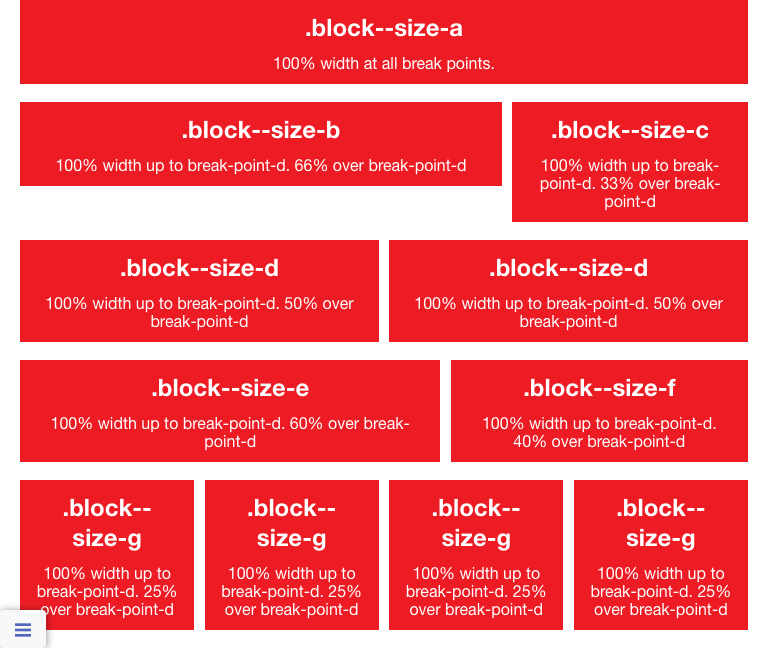 .block--size-a
100% width at all break points.
.block--size-b
100% width up to break-point-d. 66% over break-point-d
.block--size-c
100% width up to break-
point-d. 33% over break-
point-d
.block--size-d
100% width up to break-point-d. 50% over
break-point-d
.block--size-d
100% width up to break-point-d. 50% over
break-point-d
.block--size-e
100% width up to break-point-d. 60% over break-
point-d
.block--size-f
100% width up to break-point-d.
40% over break-point-d
.block--
size-g
100% width up to
break-point-d. 25%
over break-point-d
.block--
size-g
100% width up to
break-point-d. 25%
over break-point-d
.block--
size-g
100% width up to
break-point-d. 25%
over break-point-d
.block--
size-g
100% width up to
break-point-d. 25%
over break-point-d